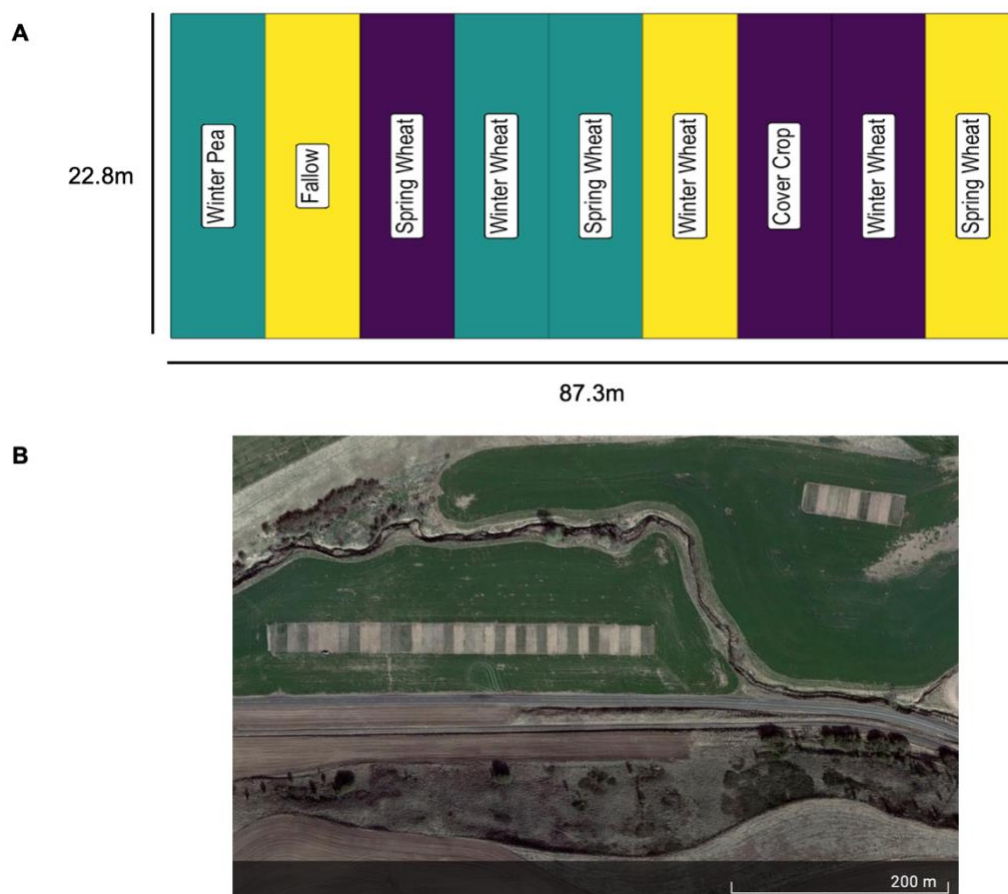 A
22.8m
Winter Pea
Fallow
Spring Wheat
Winter Wheat
Spring Wheat
Winter Wheat
Cover Crop
Winter Wheat
Spring Wheat
87.3m
B
200 m